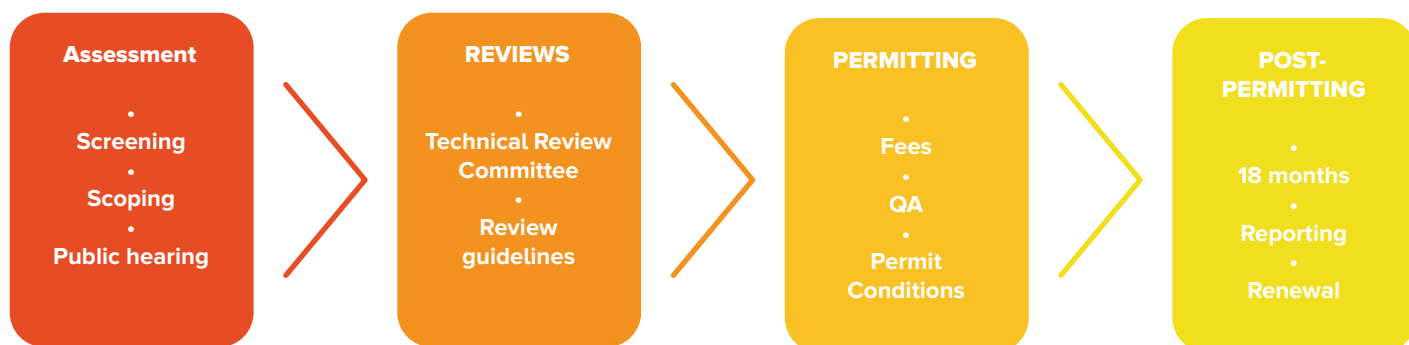 Assessment
•
Screening
•
Scoping
•
Public hearing
REVIEWS
•
Technical Review
Committee
•
Review
guidelines
PERMITTING
•
Fees
•
QA
•
Permit
Conditions
POST-
PERMITTING
•
18 months
•
Reporting
•
Renewal